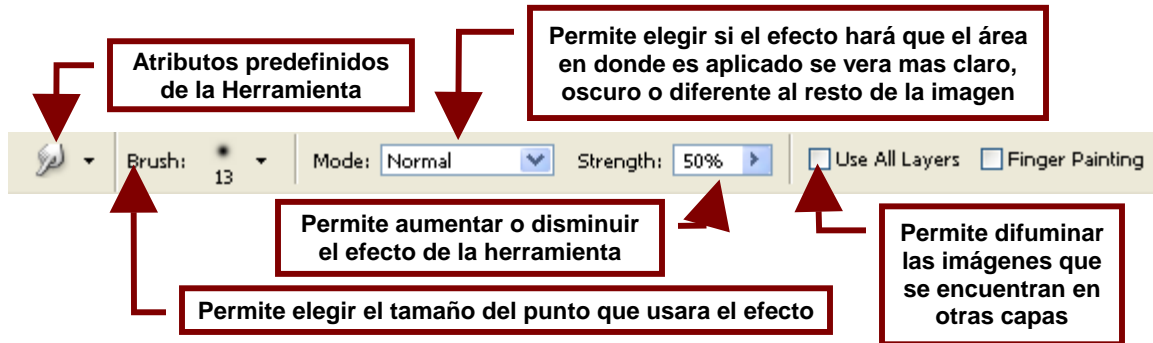 Atributos predefinidos
de la Herramienta
Permite elegir si el efecto hará que el área
en donde es aplicado se vera mas claro,
oscuro o diferente al resto de la imagen
Brush: 13 Mode: Normal Strength: 50% Use All Layers Finger Painting
Permite aumentar o disminuir
el efecto de la herramienta
Permite difuminar
las imágenes que
se encuentran en
otras capas
Permite elegir el tamaño del punto que usara el efecto